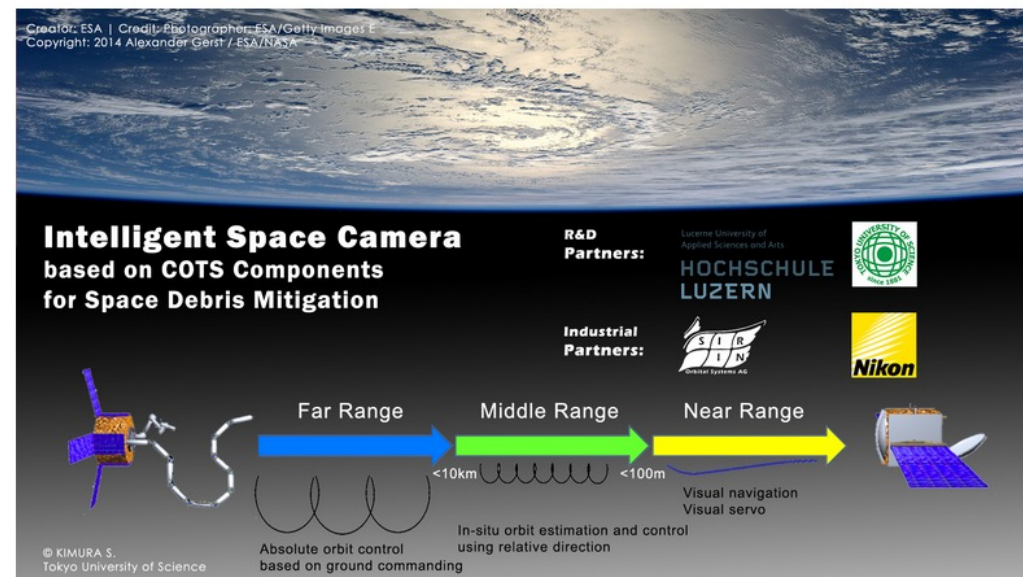 Creator: ESA | Credit: Photographer: ESA/Getty Images E
Copyright: 2014 Alexander Gerst / ESA/NASA
Intelligent Space Camera
based on COTS Components
for Space Debris Mitigation
R&D
Partners:
Lucerne University of
Applied Sciences and Arts
HOCHSCHULE
LUZERN
TOKYO UNIVERSITY OF SCIENCE
since 1881
Industrial
Partners:
SIR
IN
Orbital Systems AG
Nikon
Far Range
Middle Range
Near Range
<10km
<100m
Visual navigation
Visual servo
In-situ orbit estimation and control
using relative direction
Absolute orbit control
based on ground commanding
© KIMURA S.
Tokyo University of Science